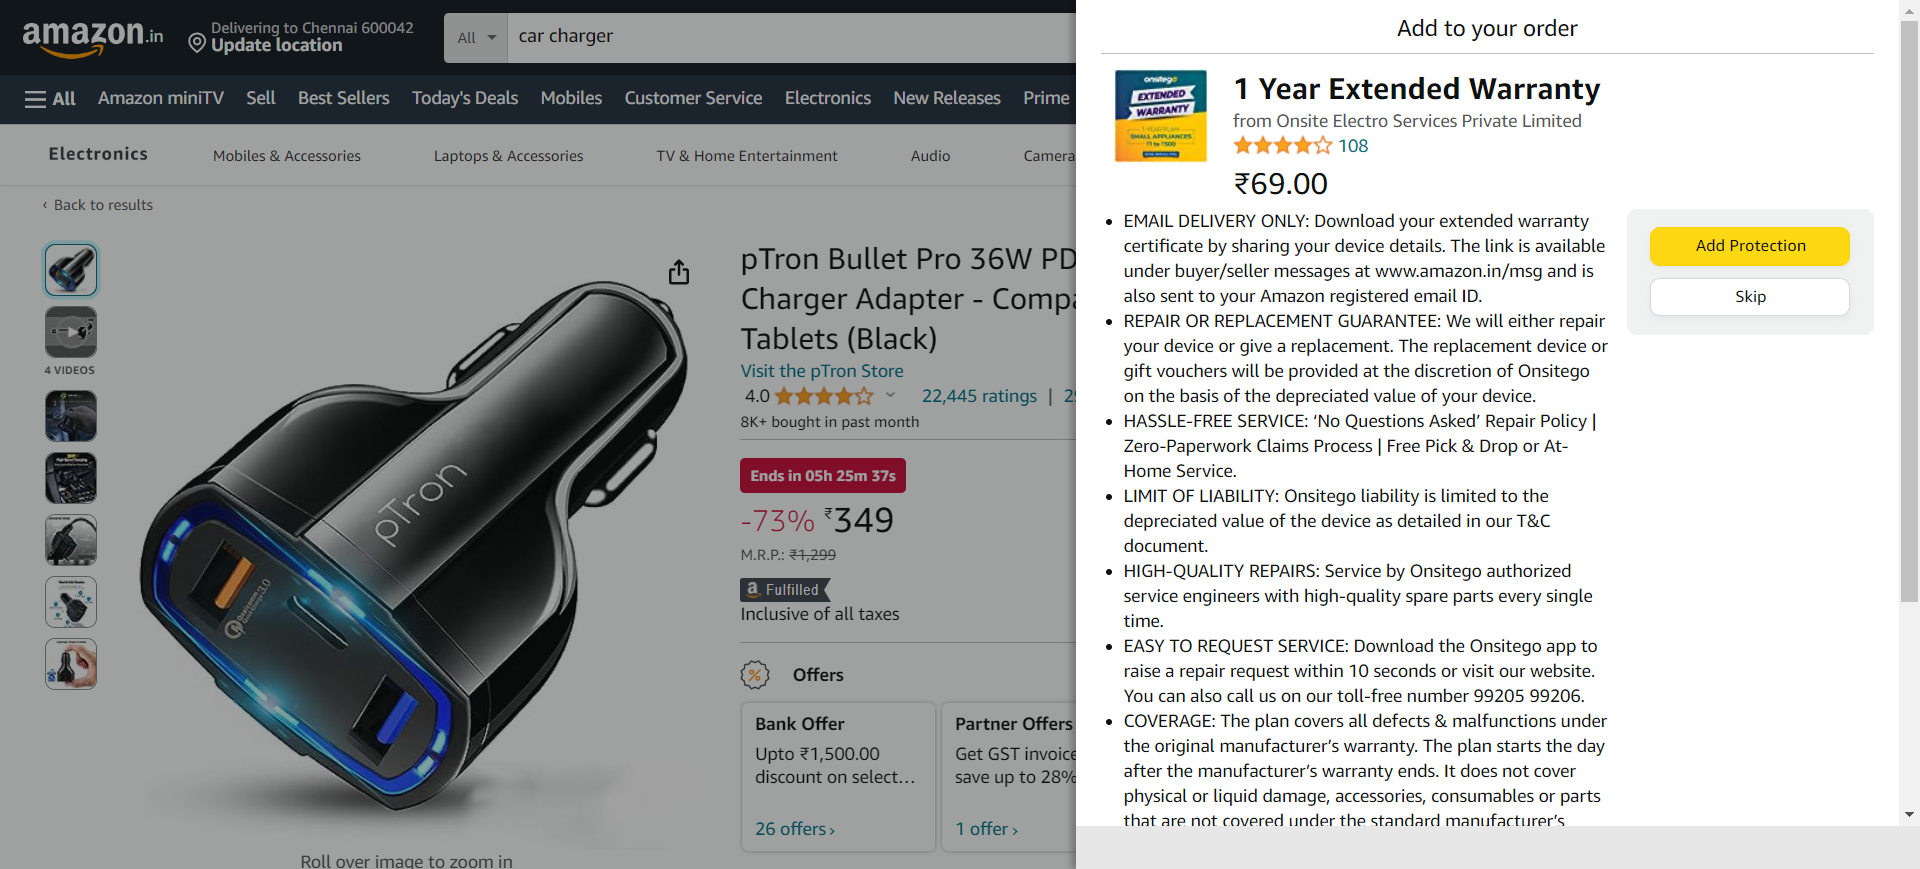 amazon.in
Delivering to Chennai 600042
Update location
All
car charger
All
Amazon miniTV
Sell
Best Sellers
Today's Deals
Mobiles
Customer Service
Electronics
New Releases
Prime
Electronics
Mobiles & Accessories
Laptops & Accessories
TV & Home Entertainment
Audio
Camera
‹ Back to results
4 VIDEOS
pTron
Qualcomm
Quick Charge 3.0
Roll over image to zoom in
pTron Bullet Pro 36W PD
Charger Adapter - Compa
Tablets (Black)
Visit the pTron Store
4.0
22,445 ratings | 2
8K+ bought in past month
Ends in 05h 25m 37s
-73% ₹349
M.R.P.: ₹1,299
a Fulfilled
Inclusive of all taxes
Offers
Bank Offer
Upto ₹1,500.00
discount on select...
26 offers ›
Partner Offers
Get GST invoice
save up to 28%
1 offer ›
Add to your order
onsitego
EXTENDED
WARRANTY
1 YEAR PLAN
SMALL APPLIANCES
1 Year Extended Warranty
from Onsite Electro Services Private Limited
108
₹69.00
• EMAIL DELIVERY ONLY: Download your extended warranty
certificate by sharing your device details. The link is available
under buyer/seller messages at www.amazon.in/msg and is
also sent to your Amazon registered email ID.
• REPAIR OR REPLACEMENT GUARANTEE: We will either repair
your device or give a replacement. The replacement device or
gift vouchers will be provided at the discretion of Onsitego
on the basis of the depreciated value of your device.
• HASSLE-FREE SERVICE: ‘No Questions Asked’ Repair Policy |
Zero-Paperwork Claims Process | Free Pick & Drop or At-
Home Service.
• LIMIT OF LIABILITY: Onsitego liability is limited to the
depreciated value of the device as detailed in our T&C
document.
• HIGH-QUALITY REPAIRS: Service by Onsitego authorized
service engineers with high-quality spare parts every single
time.
• EASY TO REQUEST SERVICE: Download the Onsitego app to
raise a repair request within 10 seconds or visit our website.
You can also call us on our toll-free number 99205 99206.
• COVERAGE: The plan covers all defects & malfunctions under
the original manufacturer’s warranty. The plan starts the day
after the manufacturer’s warranty ends. It does not cover
physical or liquid damage, accessories, consumables or parts
that are not covered under the standard manufacturer’s
Add Protection
Skip